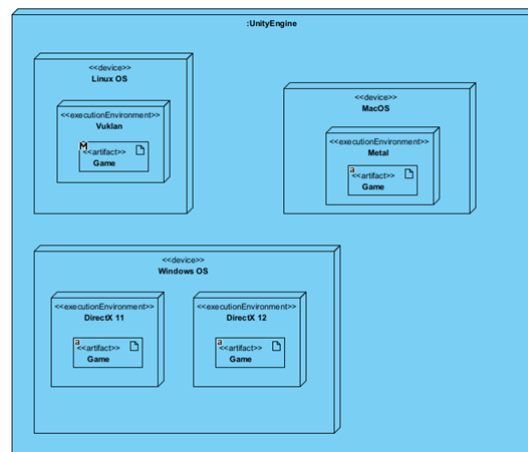 :UnityEngine
<<device>>
Linux OS
<<executionEnvironment>>
Vuklan
M
<<artifact>>
Game
<<device>>
MacOS
<<executionEnvironment>>
Metal
a
<<artifact>>
Game
<<device>>
Windows OS
<<executionEnvironment>>
DirectX 11
a
<<artifact>>
Game
<<executionEnvironment>>
DirectX 12
a
<<artifact>>
Game